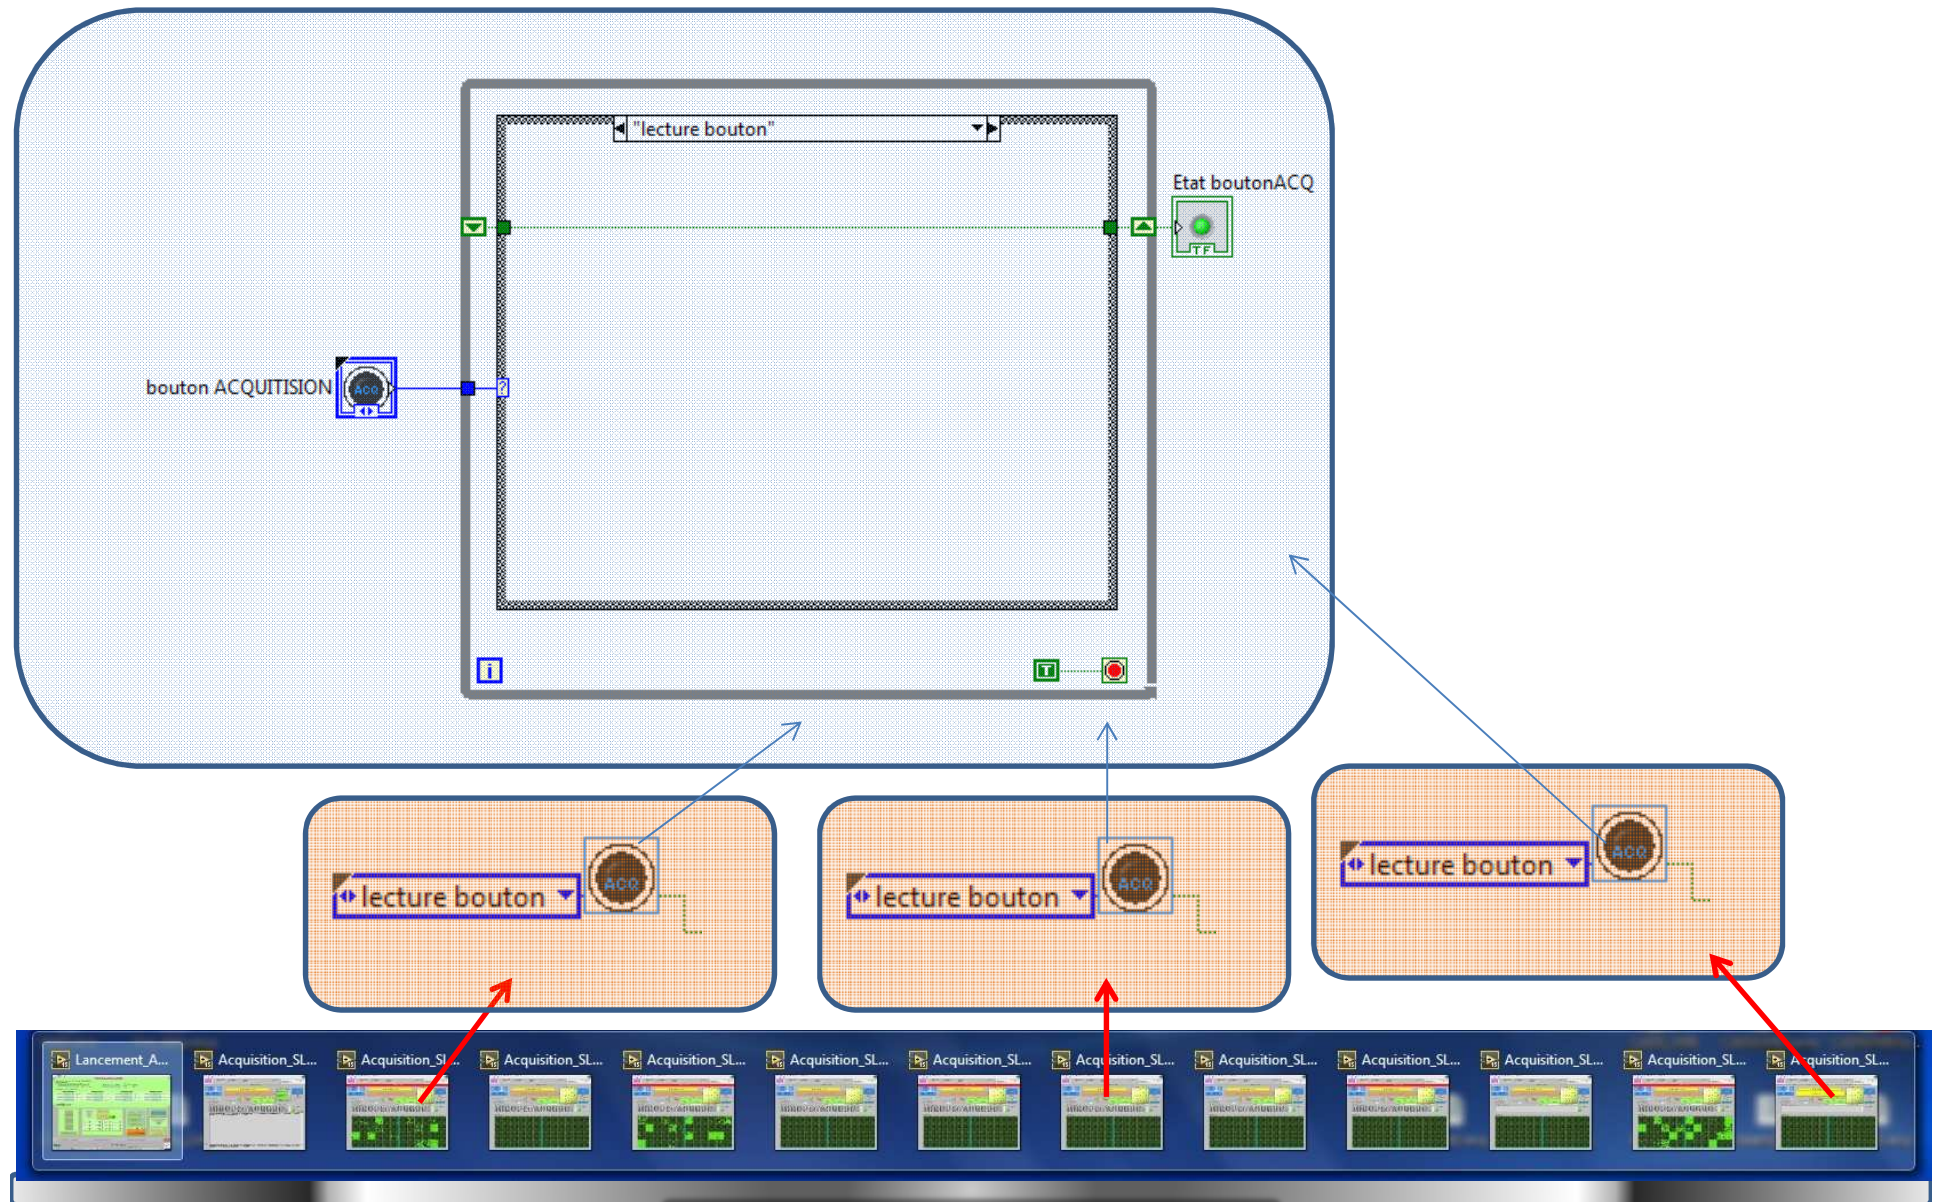 "lecture bouton"
Etat boutonACQ
TF
bouton ACQUITISION
ACQ
?
i
T
lecture bouton
ACQ
lecture bouton
ACQ
lecture bouton
ACQ
Lancement_A...
Acquisition_SL...
Acquisition_SL...
Acquisition_SL...
Acquisition_SL...
Acquisition_SL...
Acquisition_SL...
Acquisition_SL...
Acquisition_SL...
Acquisition_SL...
Acquisition_SL...
Acquisition_SL...
Acquisition_SL...